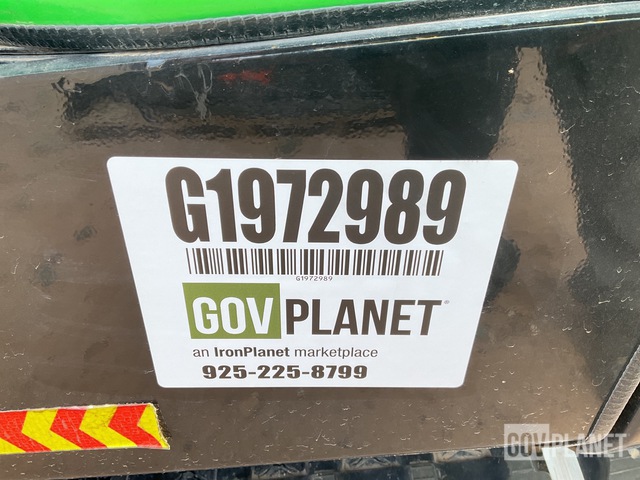 G1972989
G1972989
GOV PLANET
an IronPlanet marketplace
925-225-8799
GOVPLANET